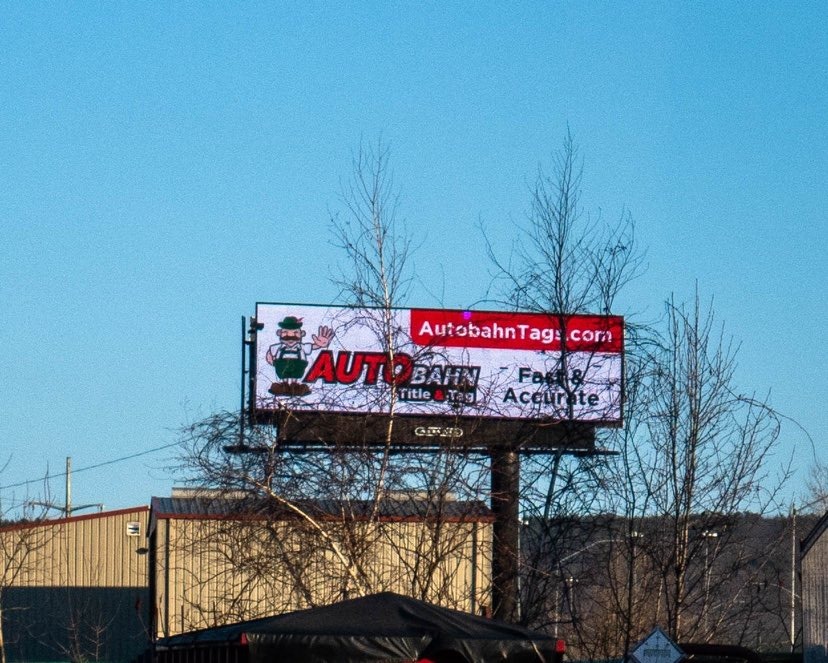 AutobahnTags.com
AUTOBAHN
Title & Tag
Fast &
Accurate